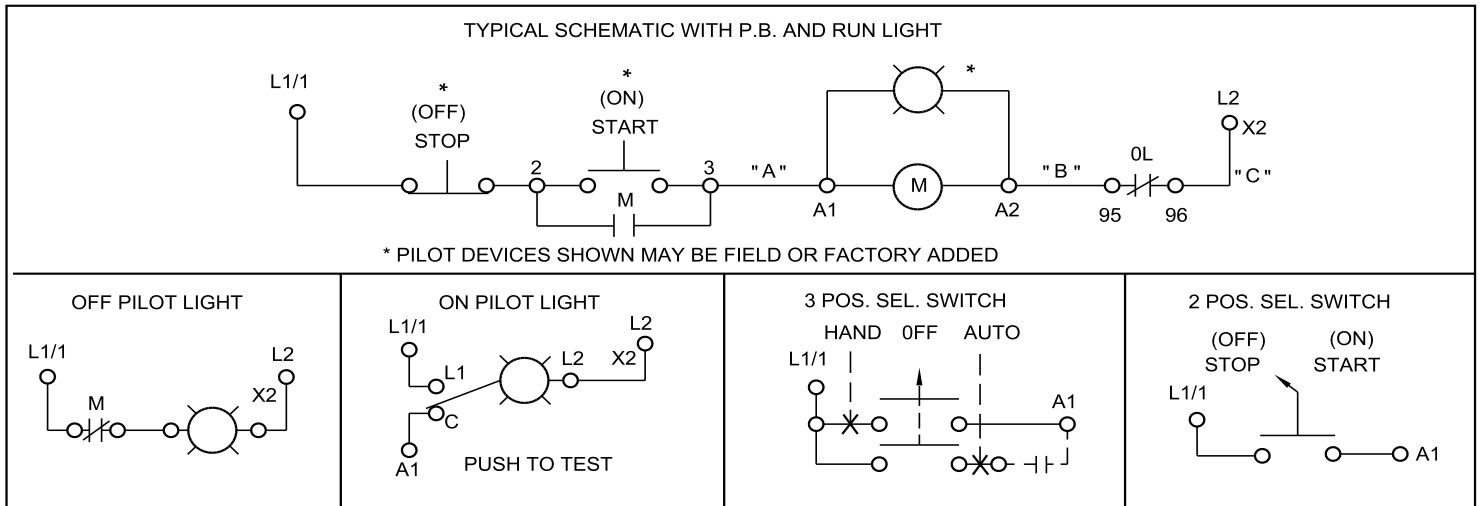 TYPICAL SCHEMATIC WITH P.B. AND RUN LIGHT
L1/1
*
(OFF)
STOP
*
(ON)
START
*
L2
X2
2
3
M
"A"
A1
M
A2
"B"
0L
95
96
"C"
* PILOT DEVICES SHOWN MAY BE FIELD OR FACTORY ADDED
OFF PILOT LIGHT
L1/1
M
L2
X2
ON PILOT LIGHT
L1/1
L1
C
A1
L2
X2
L2
PUSH TO TEST
3 POS. SEL. SWITCH
HAND 0FF AUTO
L1/1
A1
2 POS. SEL. SWITCH
(OFF) (ON)
STOP START
L1/1
A1